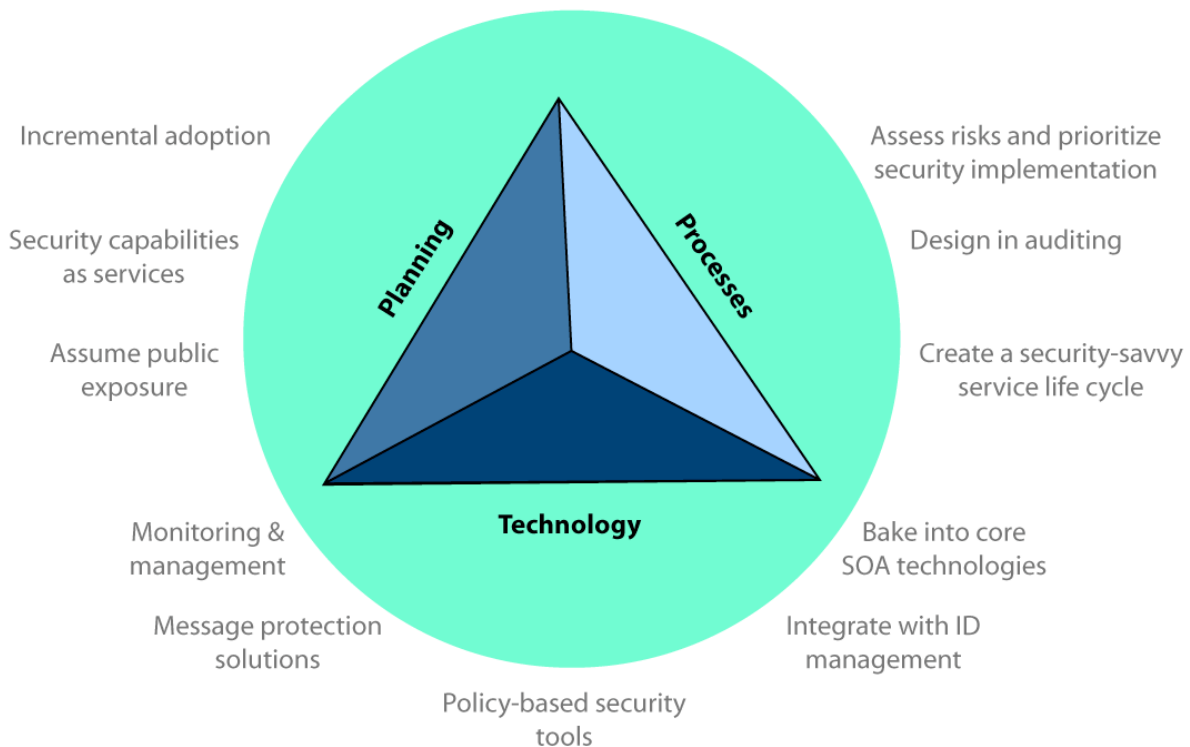 Incremental adoption
Security capabilities
as services
Assume public
exposure
Planning
Processes
Assess risks and prioritize
security implementation
Design in auditing
Create a security-savvy
service life cycle
Technology
Monitoring &
management
Message protection
solutions
Policy-based security
tools
Bake into core
SOA technologies
Integrate with ID
management